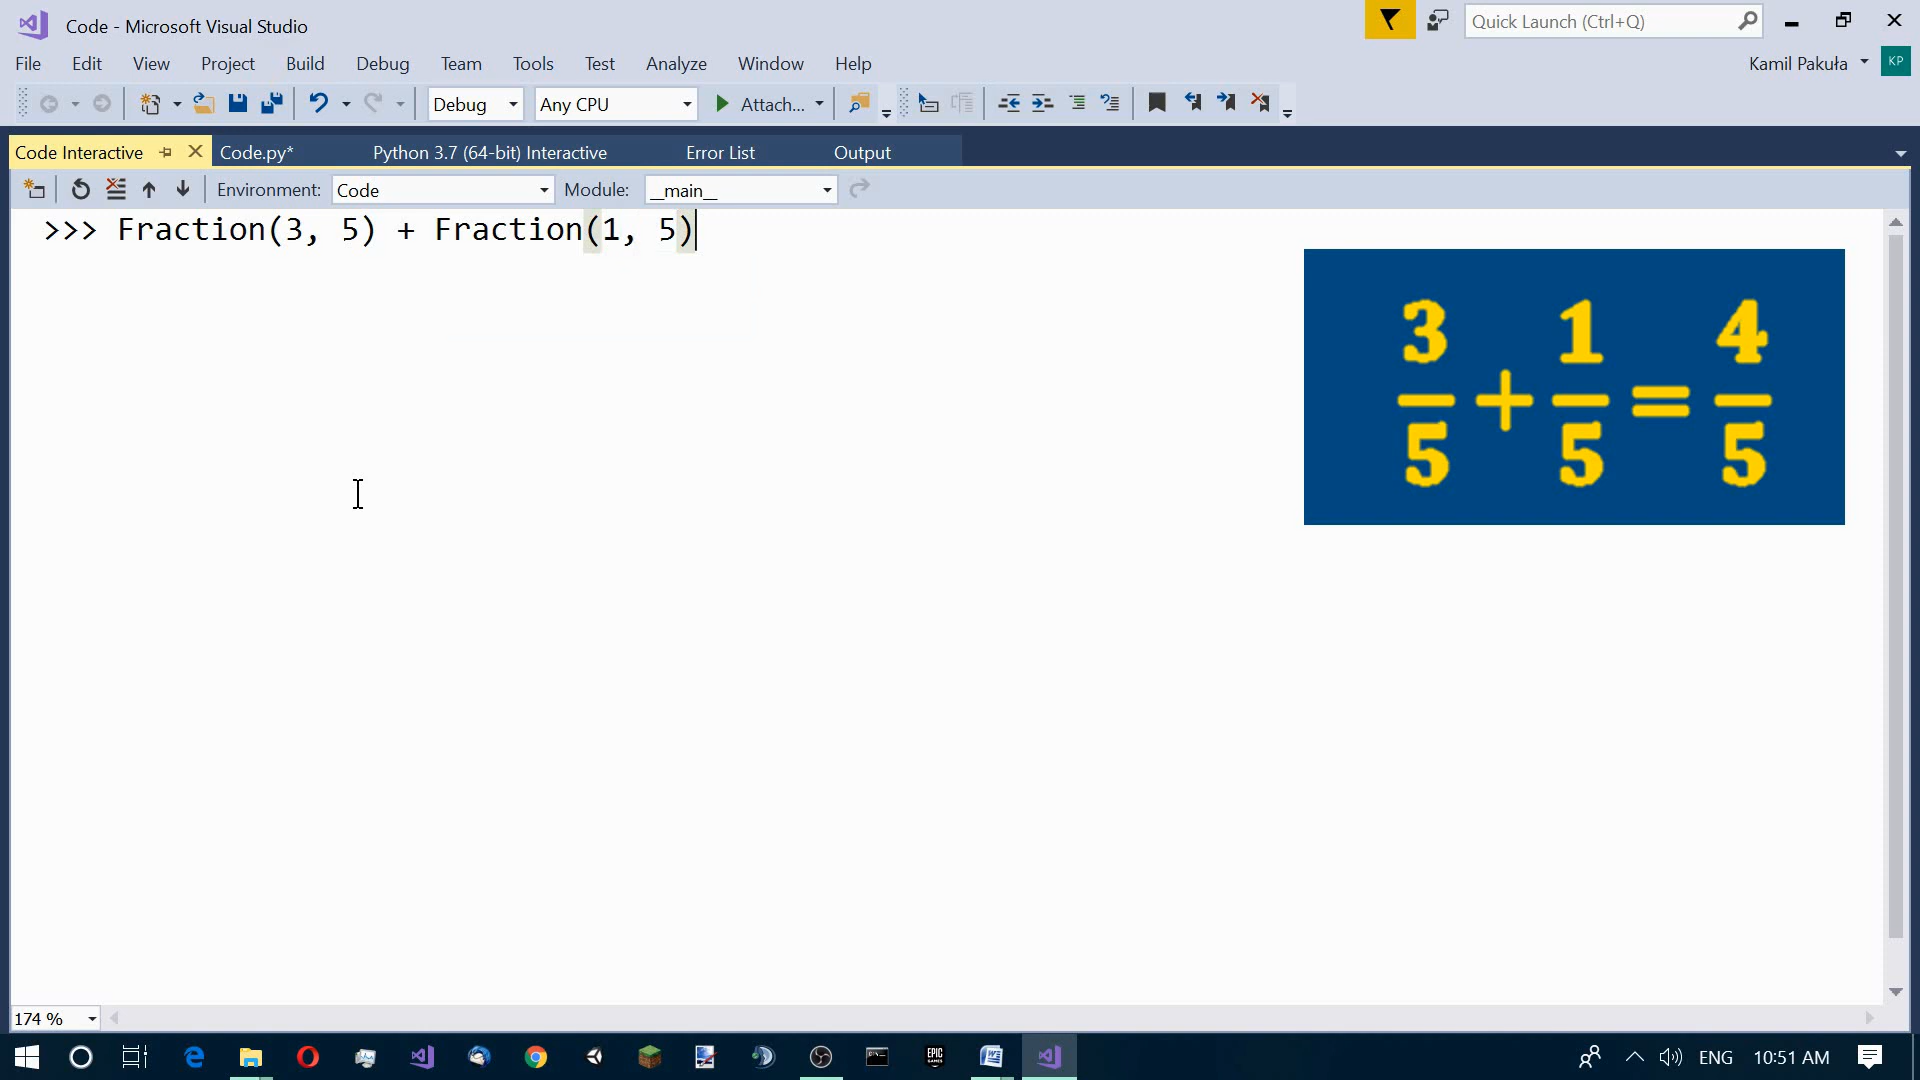 Code - Microsoft Visual Studio
Quick Launch (Ctrl+Q)
File Edit View Project Build Debug Team Tools Test Analyze Window Help
Kamil Pakuła KP
Debug Any CPU Attach...
Code Interactive Code.py* Python 3.7 (64-bit) Interactive Error List Output
Environment: Code Module: __main__
>>> Fraction(3, 5) + Fraction(1, 5)
3 1 4
+ =
5 5 5
174 %
EPIC GAMES
ENG 10:51 AM